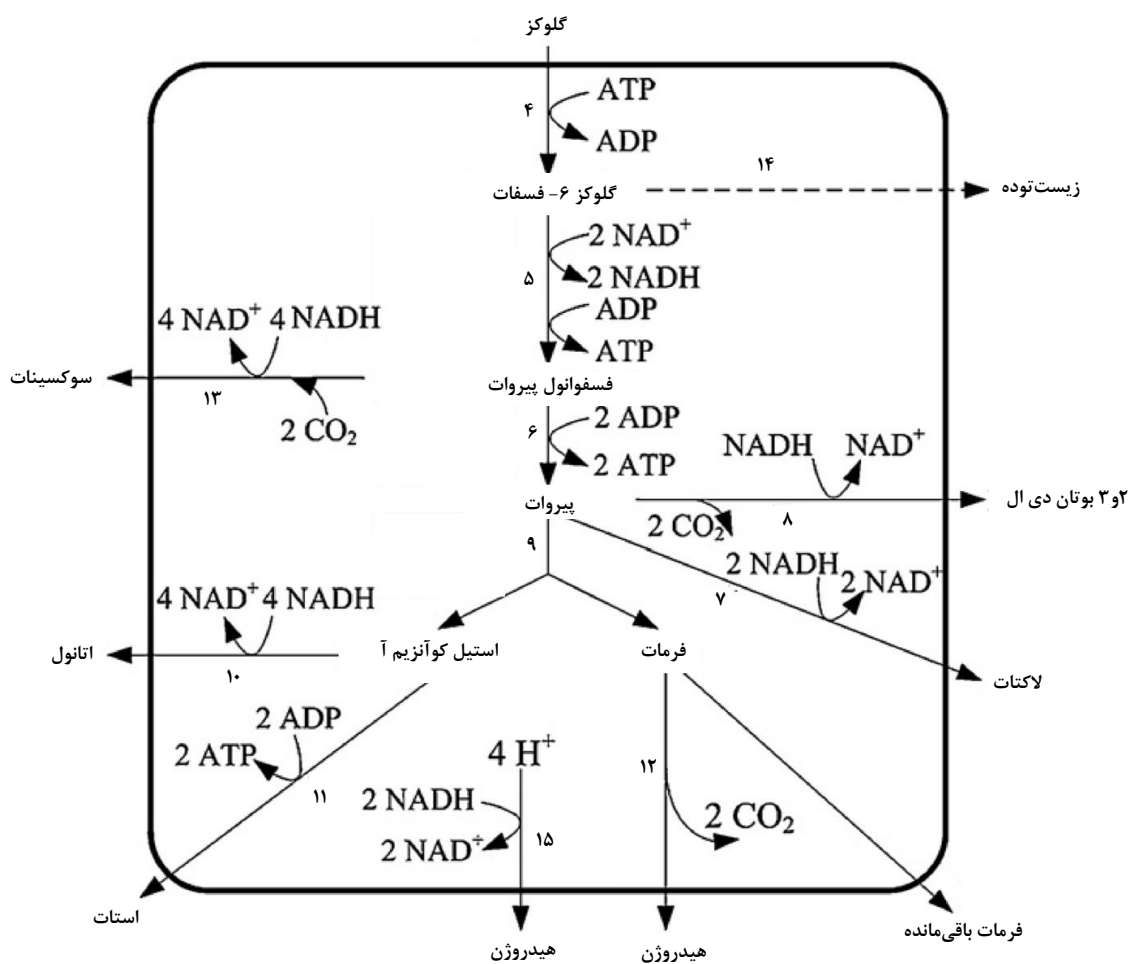 گلوکز
ATP
۴
ADP
۱۴
گلوکز ۶- فسفات
زیست‌توده
2 NAD+
۵
2 NADH
ADP
4 NAD+ 4 NADH
ATP
سوکسینات
فسفوانول پیروات
۱۳
2 CO2
2 ADP
۶
2 ATP
NADH NAD+
پیروات
۲و۳ بوتان دی ال
2 CO2
۸
۹
2 NADH
2 NAD+
۷
4 NAD+ 4 NADH
اتانول
استیل کوآنزیم آ
فرمات
۱۰
لاکتات
2 ADP
2 ATP
4 H+
۱۲
۱۱
2 NADH
2 CO2
2 NAD+
۱۵
استات
فرمات باقی‌مانده
هیدروژن
هیدروژن